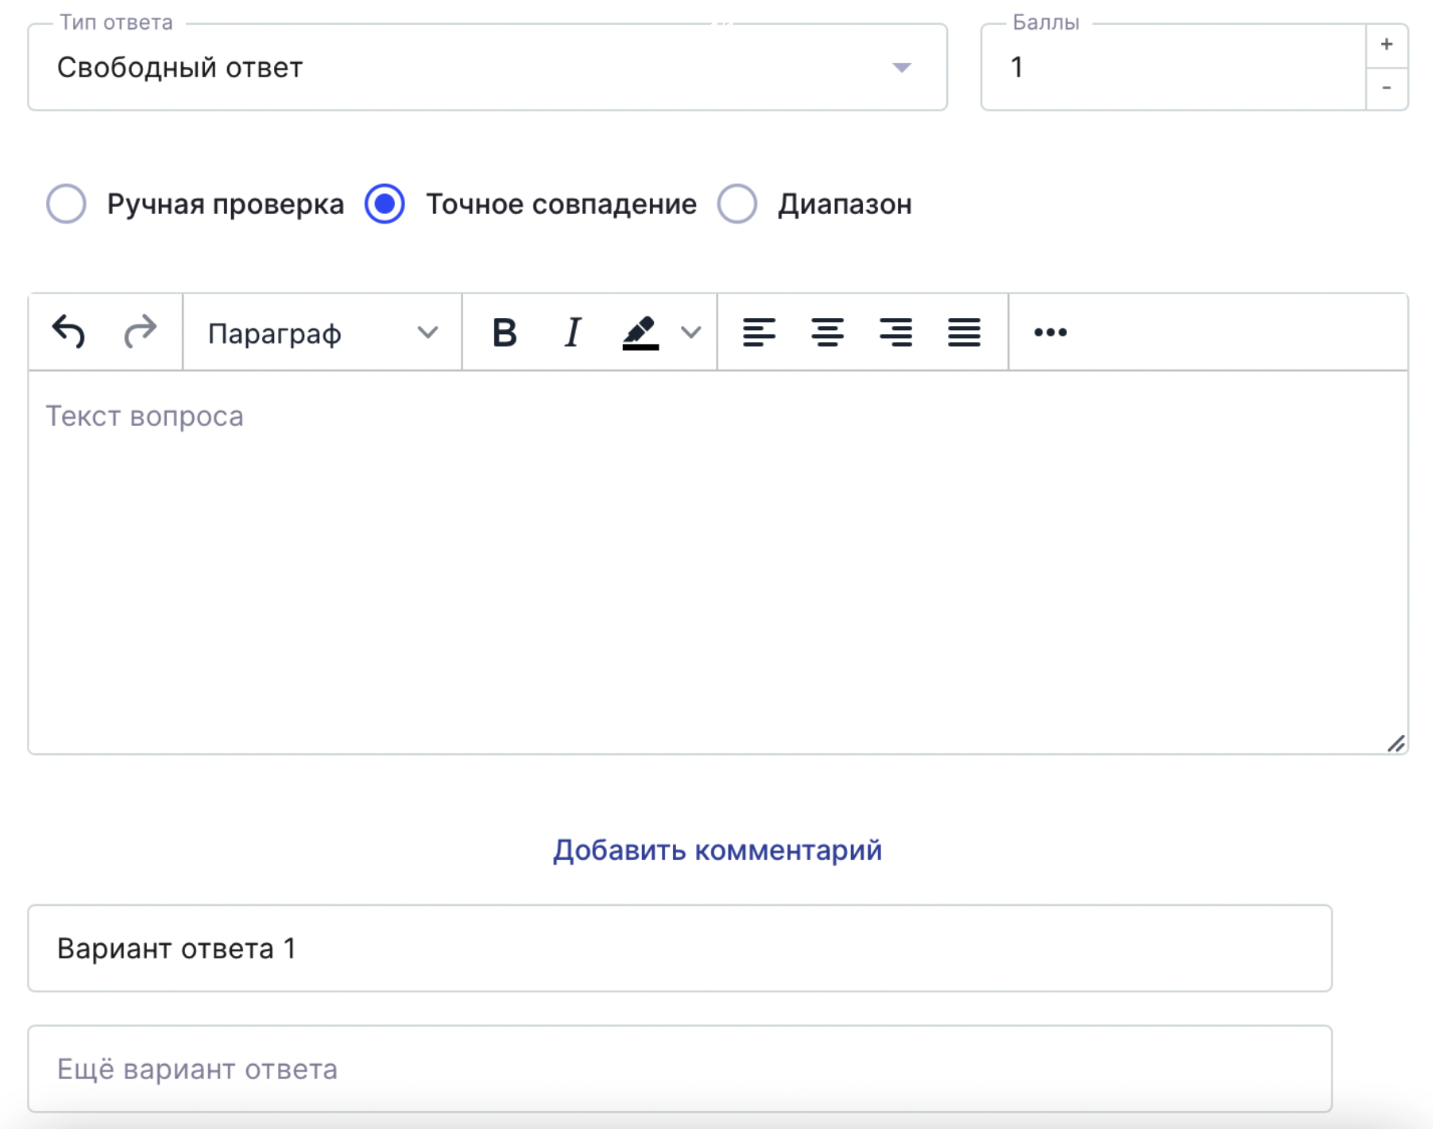 Тип ответа
Баллы
Свободный ответ
1
+
-
Ручная проверка
Точное совпадение
Диапазон
Параграф
B
I
Текст вопроса
Добавить комментарий
Вариант ответа 1
Ещё вариант ответа